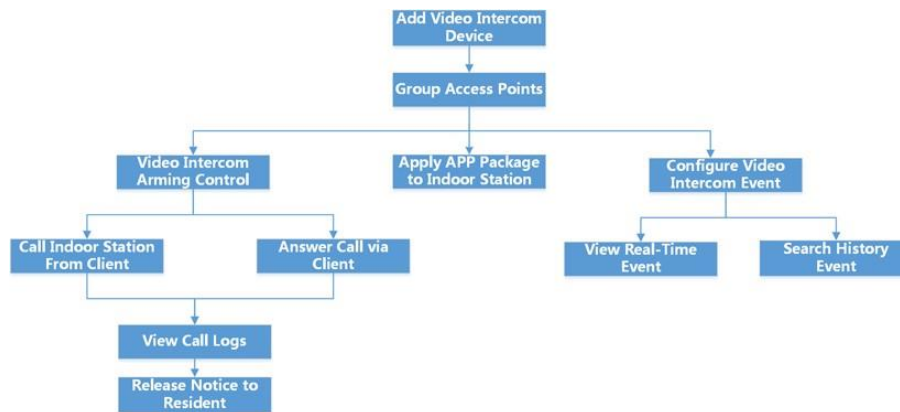 Add Video Intercom
Device
Group Access Points
Video Intercom
Arming Control
Apply APP Package
to Indoor Station
Configure Video
Intercom Event
Call Indoor Station
From Client
Answer Call via
Client
View Real-Time
Event
Search History
Event
View Call Logs
Release Notice to
Resident